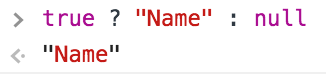 > true ? "Name" : null
< "Name"